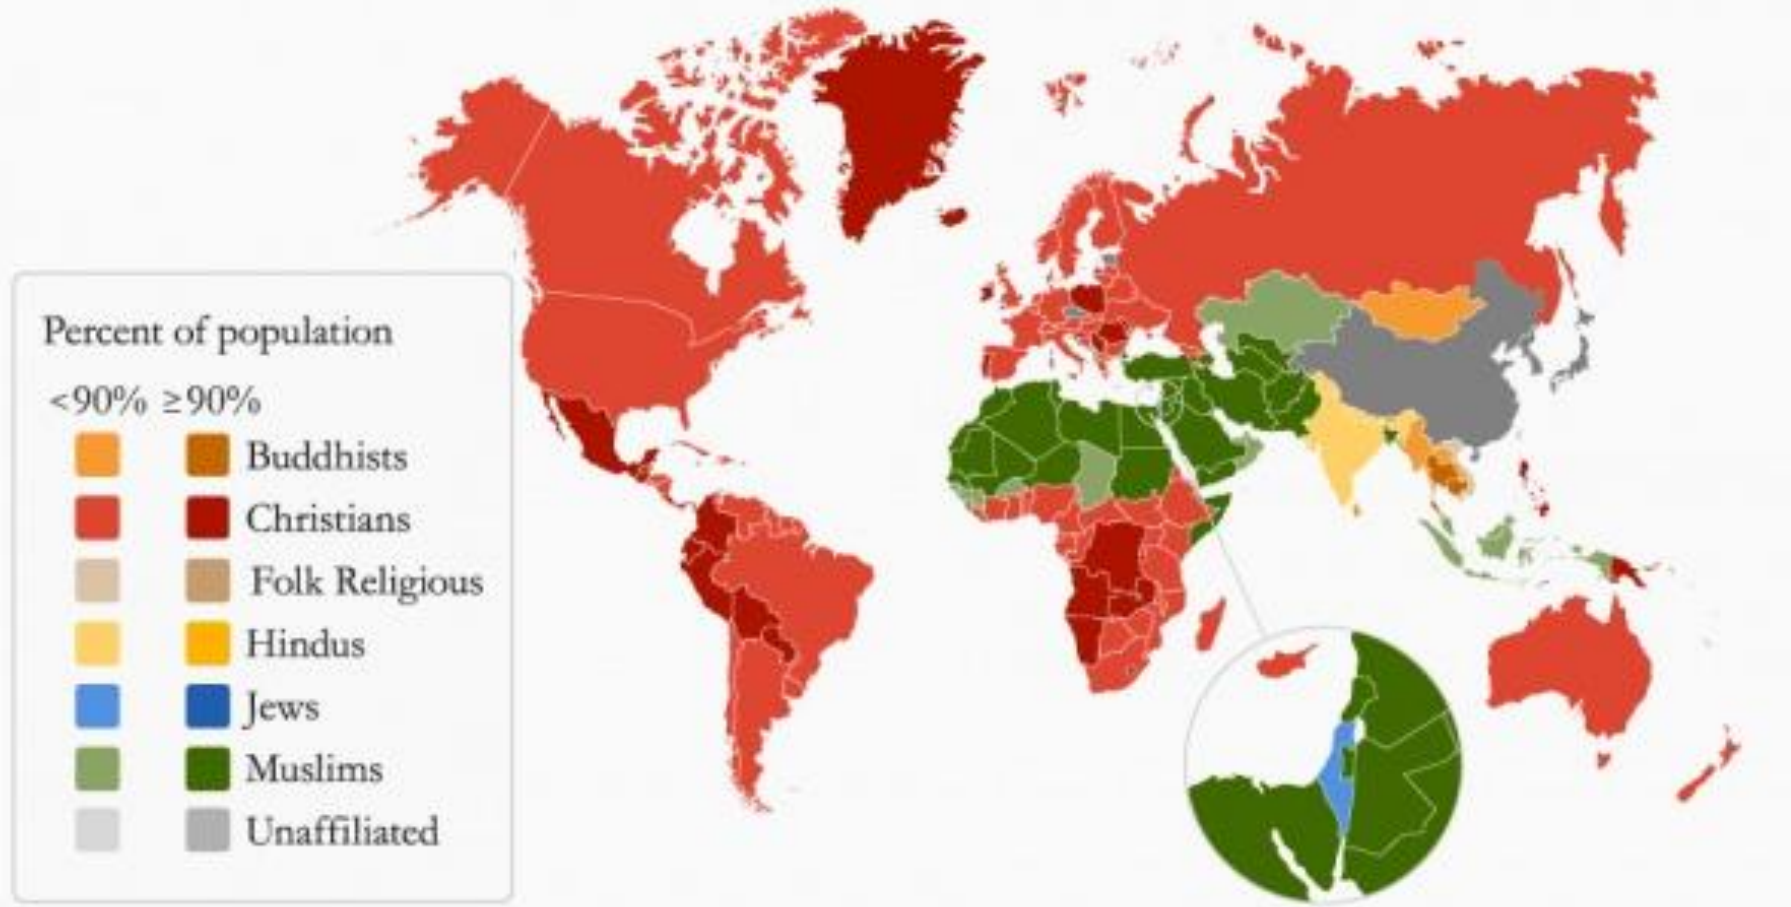 Percent of population
<90% ≥90%
Buddhists
Christians
Folk Religious
Hindus
Jews
Muslims
Unaffiliated